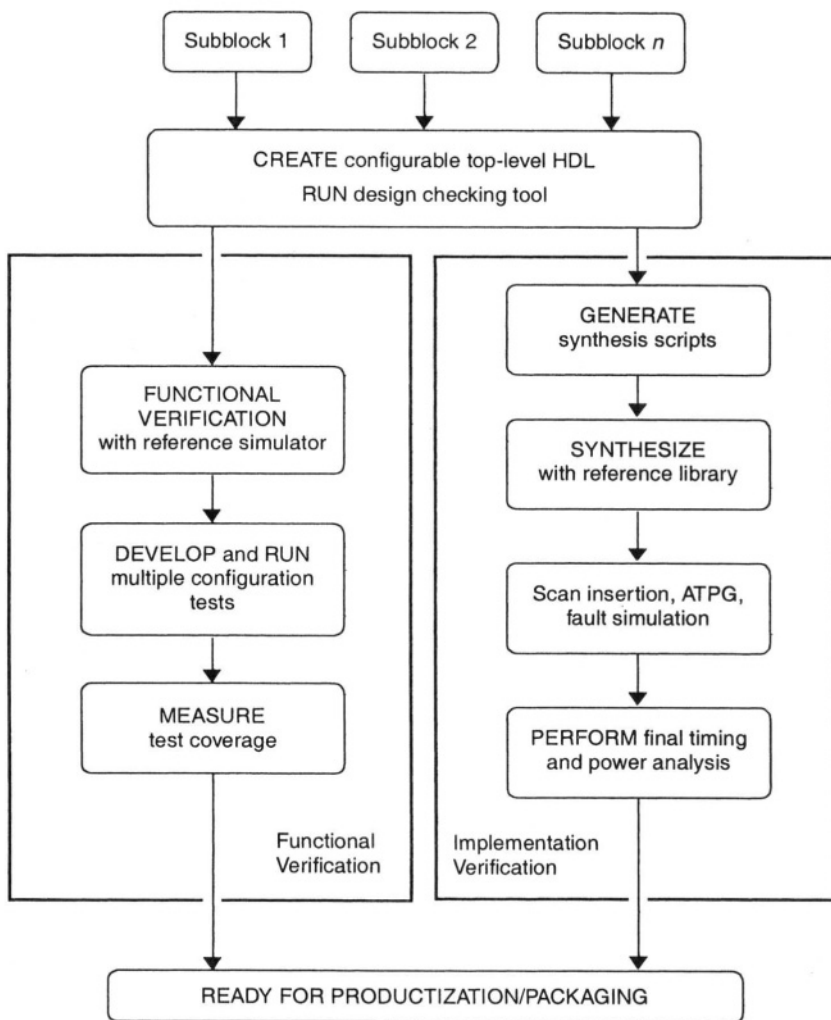 Subblock 1
Subblock 2
Subblock n
CREATE configurable top-level HDL
RUN design checking tool
FUNCTIONAL
VERIFICATION
with reference simulator
DEVELOP and RUN
multiple configuration
tests
MEASURE
test coverage
Functional
Verification
GENERATE
synthesis scripts
SYNTHESIZE
with reference library
Scan insertion, ATPG,
fault simulation
PERFORM final timing
and power analysis
Implementation
Verification
READY FOR PRODUCTIZATION/PACKAGING